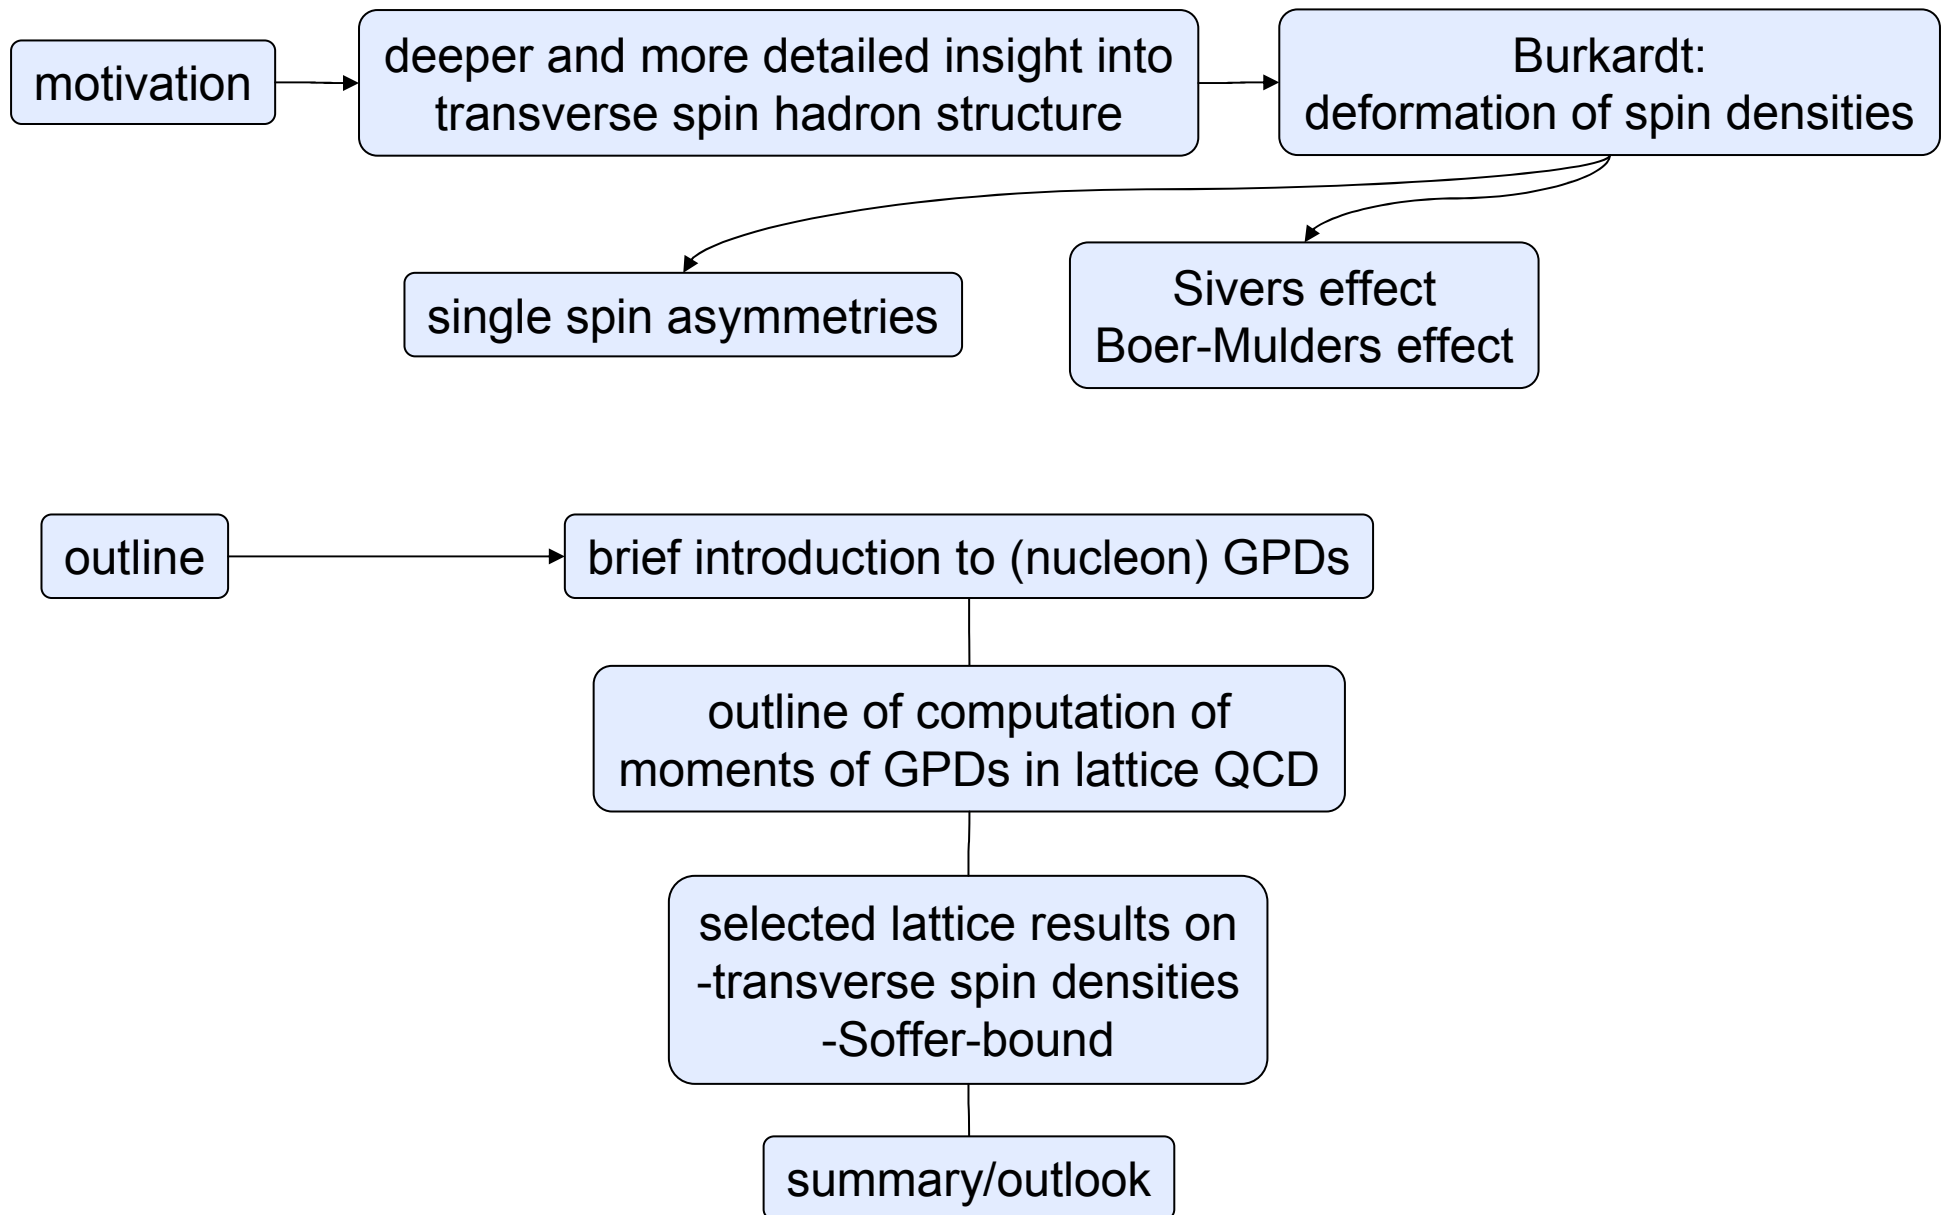 motivation
deeper and more detailed insight into
transverse spin hadron structure
Burkardt:
deformation of spin densities
single spin asymmetries
Sivers effect
Boer-Mulders effect
outline
brief introduction to (nucleon) GPDs
outline of computation of
moments of GPDs in lattice QCD
selected lattice results on
-transverse spin densities
-Soffer-bound
summary/outlook